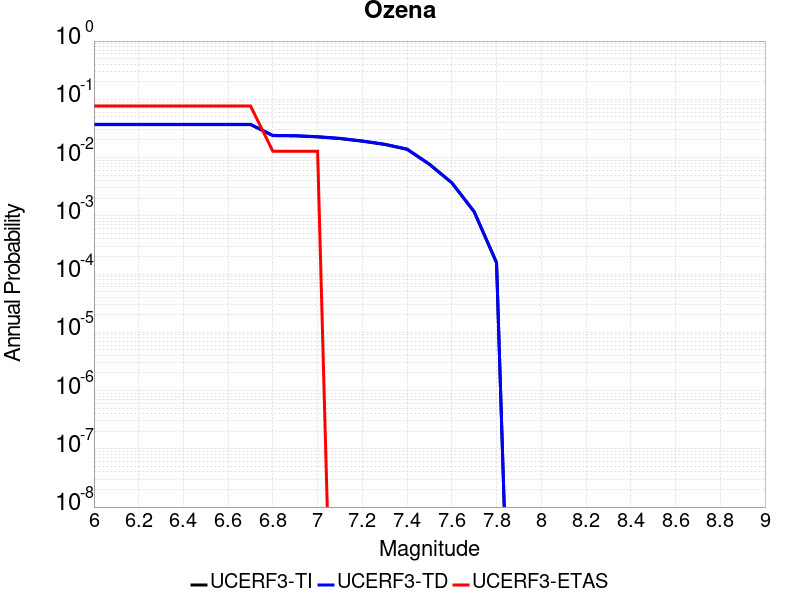 Ozena
10^0
10^-1
10^-2
10^-3
10^-4
10^-5
10^-6
10^-7
10^-8
Annual Probability
6 6.2 6.4 6.6 6.8 7 7.2 7.4 7.6 7.8 8 8.2 8.4 8.6 8.8 9
Magnitude
UCERF3-TI UCERF3-TD UCERF3-ETAS